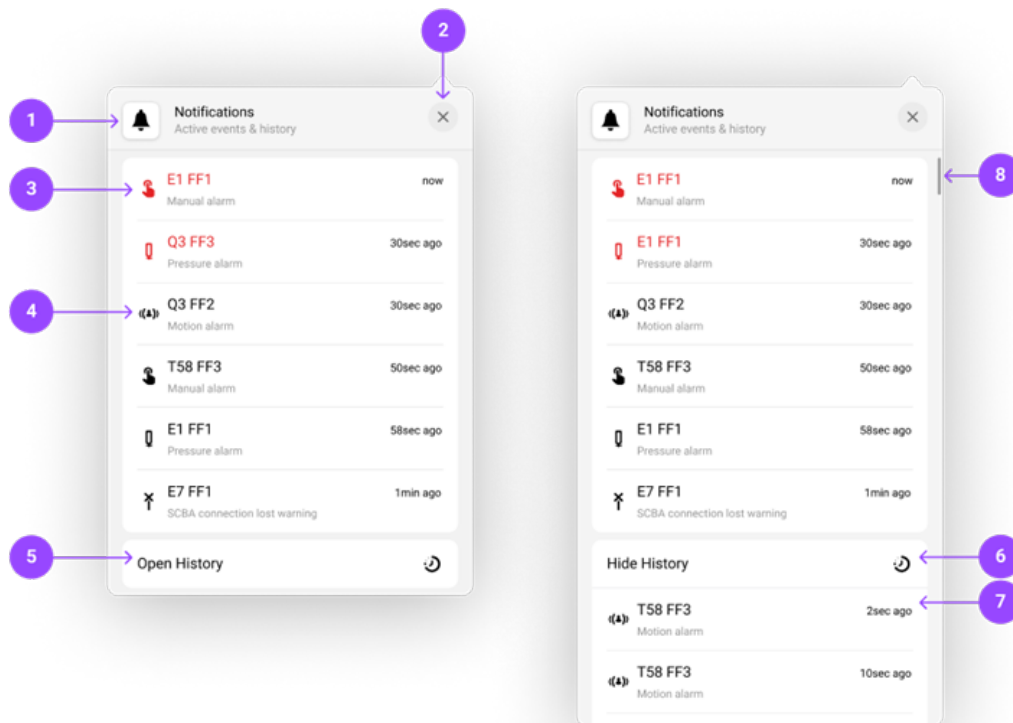 2
1
Notifications
Active events & history
3
E1 FF1
now
Manual alarm
Q3 FF3
30sec ago
Pressure alarm
4
Q3 FF2
30sec ago
Motion alarm
T58 FF3
50sec ago
Manual alarm
E1 FF1
58sec ago
Pressure alarm
E7 FF1
1min ago
SCBA connection lost warning
5
Open History
Notifications
Active events & history
8
E1 FF1
now
Manual alarm
E1 FF1
30sec ago
Pressure alarm
Q3 FF2
30sec ago
Motion alarm
T58 FF3
50sec ago
Manual alarm
E1 FF1
58sec ago
Pressure alarm
E7 FF1
1min ago
SCBA connection lost warning
6
Hide History
7
T58 FF3
2sec ago
Motion alarm
T58 FF3
10sec ago
Motion alarm